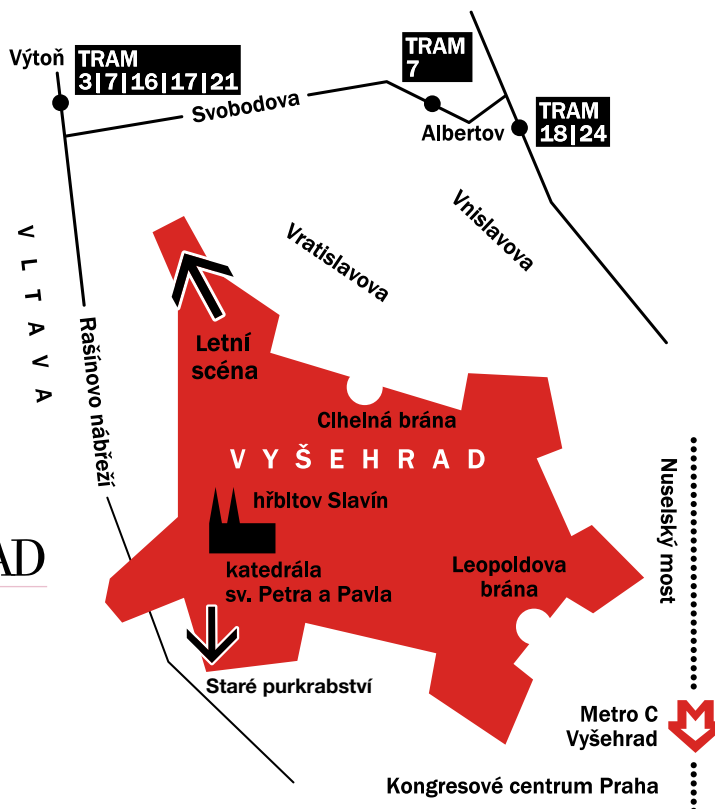 Výtoň
TRAM
3|7|16|17|21
TRAM
7
Svobodova
Albertov
TRAM
18|24
VLTAVA
Vratislavova
Vnislavova
Rašínovo nábřeží
Letní
scéna
CIhelná brána
VYŠEHRAD
hřbItov Slavín
Nuselský most
AD
katedrála
sv. Petra a Pavla
Leopoldova
brána
Staré purkrabství
Metro C
Vyšehrad
M
Kongresové centrum Praha